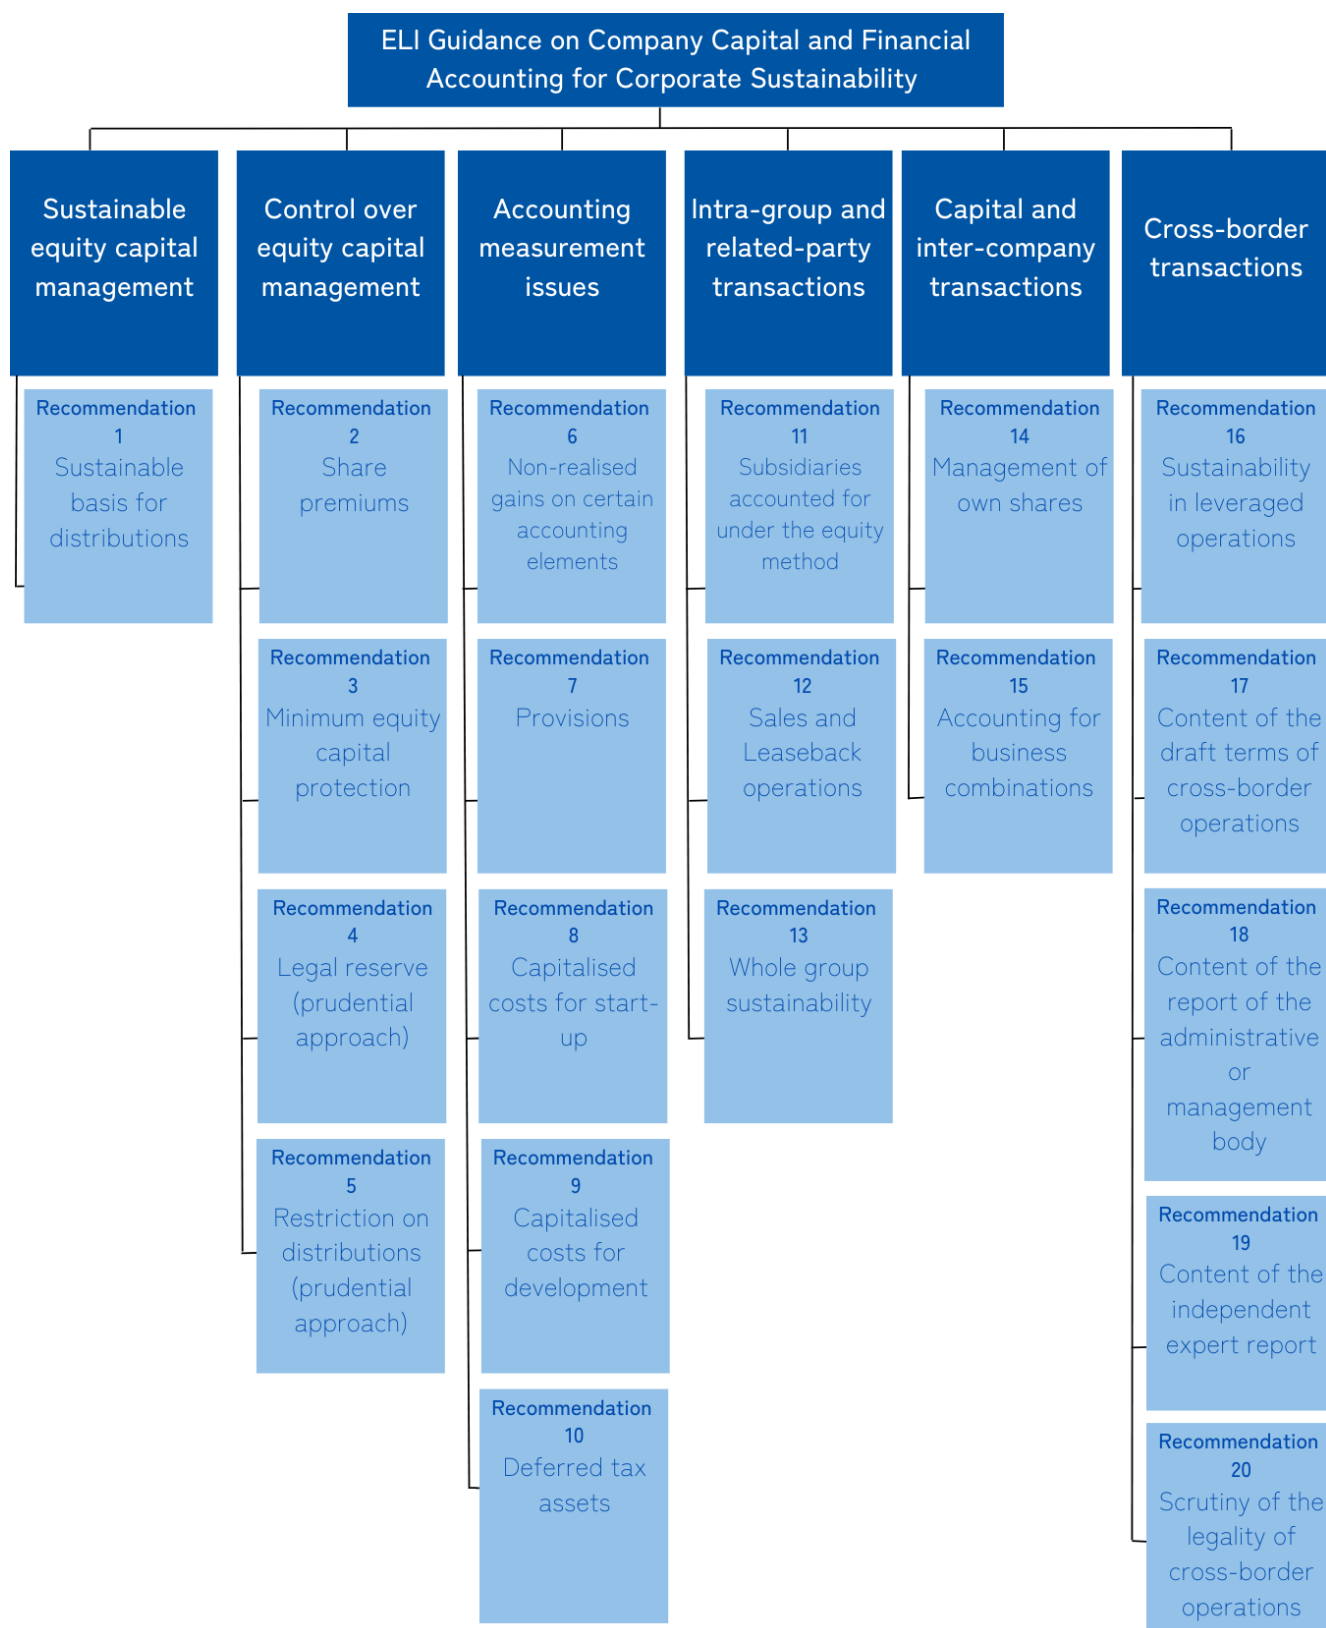 ELI Guidance on Company Capital and Financial
Accounting for Corporate Sustainability
Sustainable
equity capital
management
Recommendation
1
Sustainable
basis for
distributions
Control over
equity capital
management
Recommendation
2
Share
premiums
Recommendation
3
Minimum equity
capital
protection
Recommendation
4
Legal reserve
(prudential
approach)
Recommendation
5
Restriction on
distributions
(prudential
approach)
Accounting
measurement
issues
Recommendation
6
Non-realised
gains on certain
accounting
elements
Recommendation
7
Provisions
Recommendation
8
Capitalised
costs for start-
up
Recommendation
9
Capitalised
costs for
development
Recommendation
10
Deferred tax
assets
Intra-group and
related-party
transactions
Recommendation
11
Subsidiaries
accounted for
under the equity
method
Recommendation
12
Sales and
Leaseback
operations
Recommendation
13
Whole group
sustainability
Capital and
inter-company
transactions
Recommendation
14
Management of
own shares
Recommendation
15
Accounting for
business
combinations
Cross-border
transactions
Recommendation
16
Sustainability
in leveraged
operations
Recommendation
17
Content of the
draft terms of
cross-border
operations
Recommendation
18
Content of the
report of the
administrative
or
management
body
Recommendation
19
Content of the
independent
expert report
Recommendation
20
Scrutiny of the
legality of
cross-border
operations